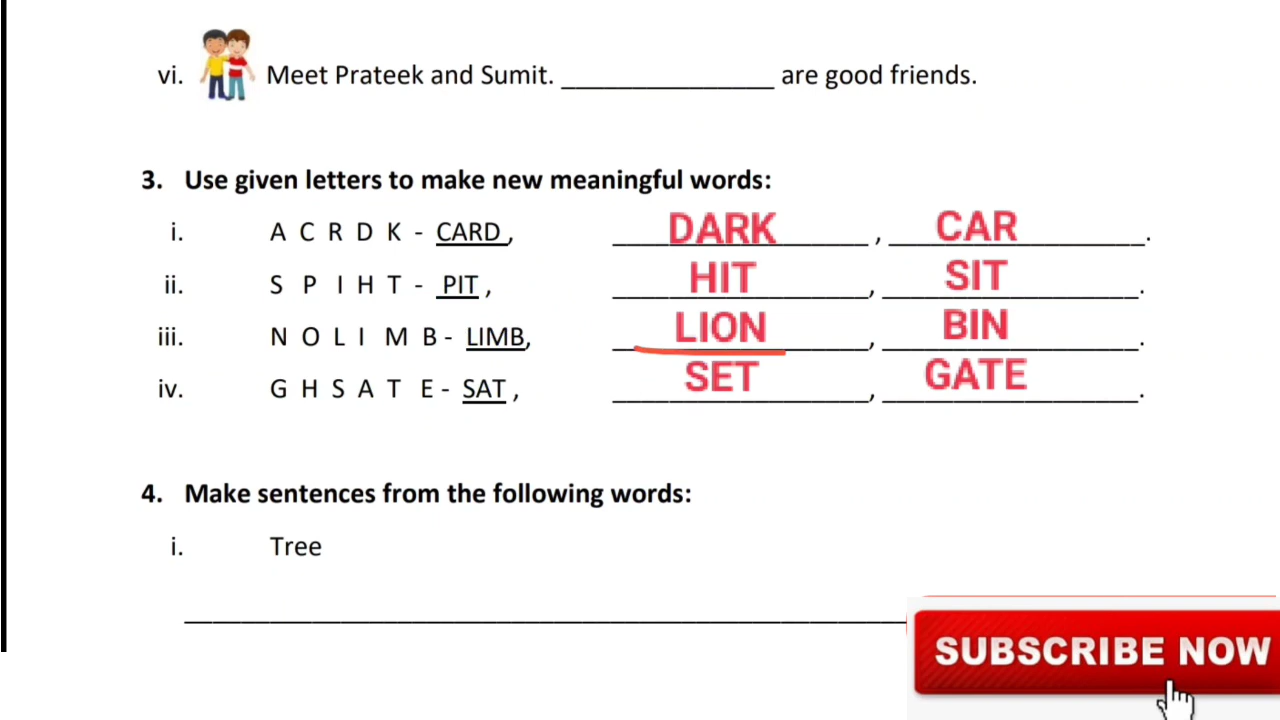 vi. Meet Prateek and Sumit. _______________ are good friends.
3. Use given letters to make new meaningful words:
i. A C R D K - CARD, DARK , CAR .
ii. S P I H T - PIT , HIT , SIT .
iii. N O L I M B- LIMB, LION , BIN .
iv. G H S A T E- SAT , SET , GATE .
4. Make sentences from the following words:
i. Tree
SUBSCRIBE NOW